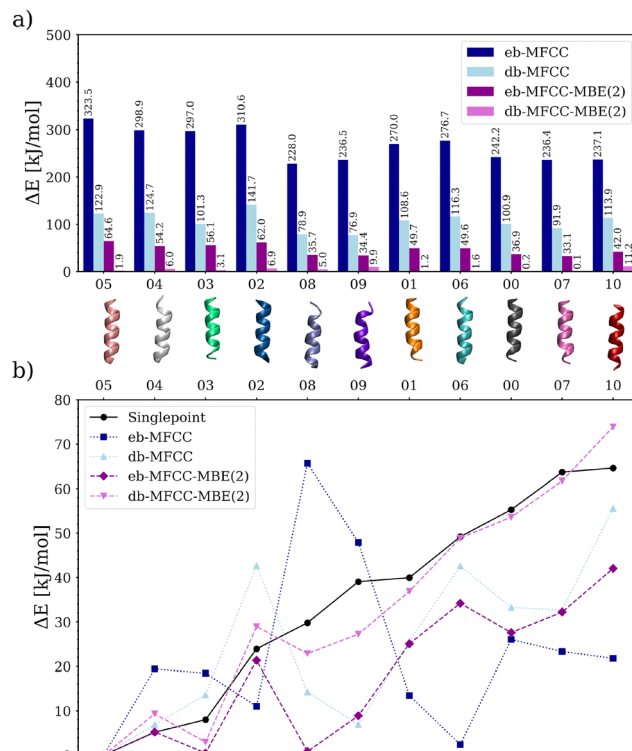 a)
500
400
300
200
100
0
ΔE [kJ/mol]
eb-MFCC
db-MFCC
eb-MFCC-MBE(2)
db-MFCC-MBE(2)
323.5 122.9 64.6 1.9
298.9 124.7 54.2 6.0
297.0 101.3 56.1 3.1
310.6 141.7 62.0 6.9
228.0 78.9 35.7 5.0
236.5 76.9 34.4 9.9
270.0 108.6 49.7 1.2
276.7 116.3 49.6 1.6
242.2 100.9 36.9 0.2
236.4 91.9 33.1 0.1
237.1 113.9 42.0 11.2
05 04 03 02 08 09 01 06 00 07 10
b)
05 04 03 02 08 09 01 06 00 07 10
80
70
60
50
40
30
20
10
ΔE [kJ/mol]
Singlepoint
eb-MFCC
db-MFCC
eb-MFCC-MBE(2)
db-MFCC-MBE(2)